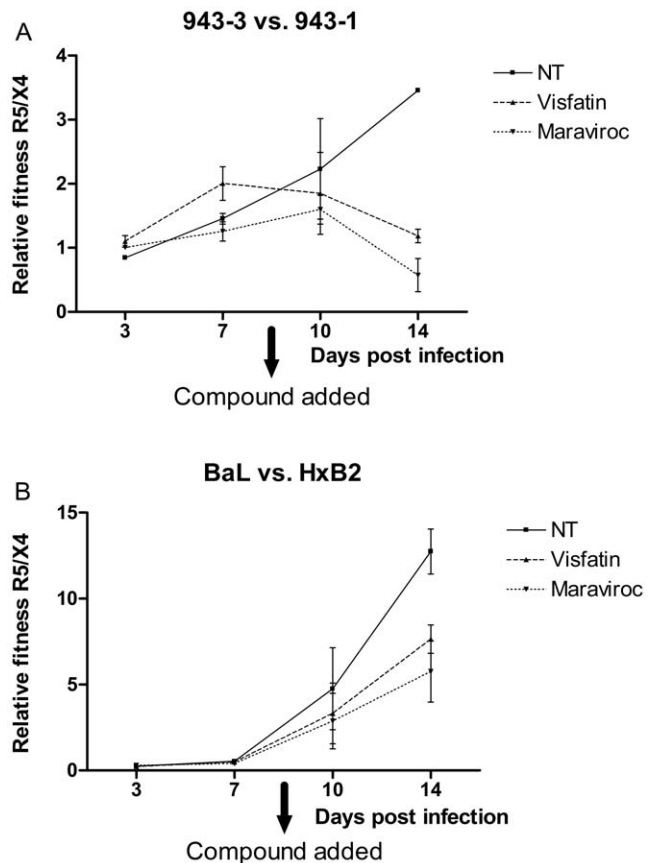 A
943-3 vs. 943-1
Relative fitness R5/X4
4
3
2
1
0
3 7 10 14
Days post infection
Compound added
NT
Visfatin
Maraviroc
B
BaL vs. HxB2
Relative fitness R5/X4
15
10
5
0
3 7 10 14
Days post infection
Compound added
NT
Visfatin
Maraviroc